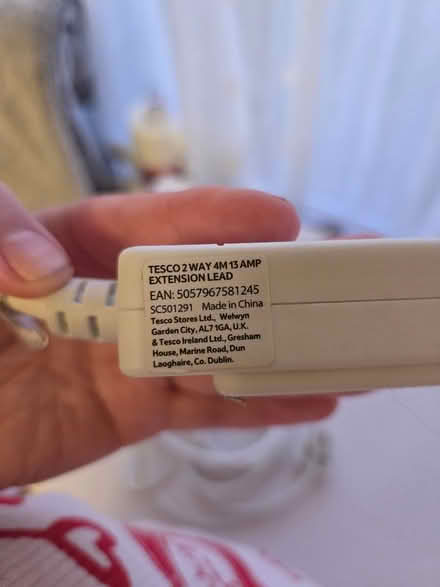 TESCO 2 WAY 4M 13 AMP
EXTENSION LEAD
EAN: 5057967581245
SC501291 Made in China
Tesco Stores Ltd., Welwyn
Garden City, AL7 1GA, U.K.
& Tesco Ireland Ltd., Gresham
House, Marine Road, Dun
Laoghaire, Co. Dublin.